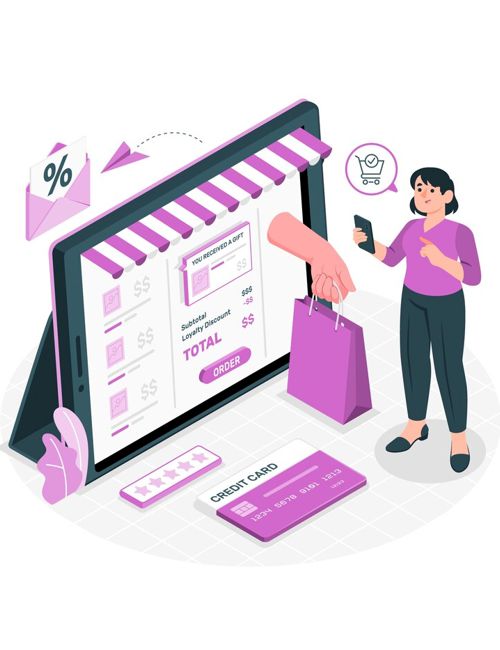 %
YOU RECEIVED A GIFT
$$
$$
$$
$$
Subtotal $$$
Loyalty Discount -$$
TOTAL $$
ORDER
CREDIT CARD
1234 5678 9101 1213